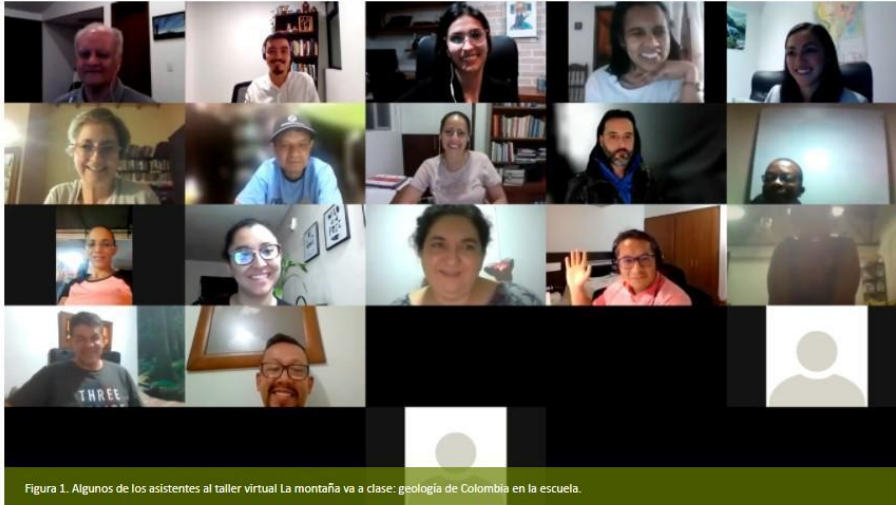 THREE
Figura 1. Algunos de los asistentes al taller virtual La montaña va a clase: geología de Colombia en la escuela.